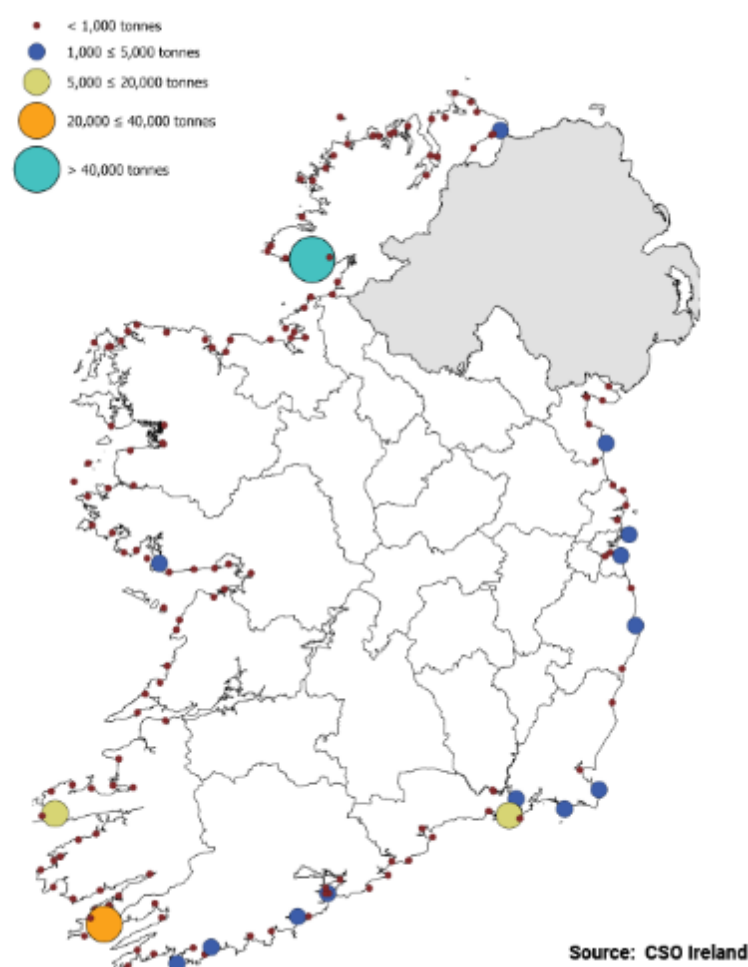 < 1,000 tonnes
1,000 ≤ 5,000 tonnes
5,000 ≤ 20,000 tonnes
20,000 ≤ 40,000 tonnes
> 40,000 tonnes
Source: CSO Ireland